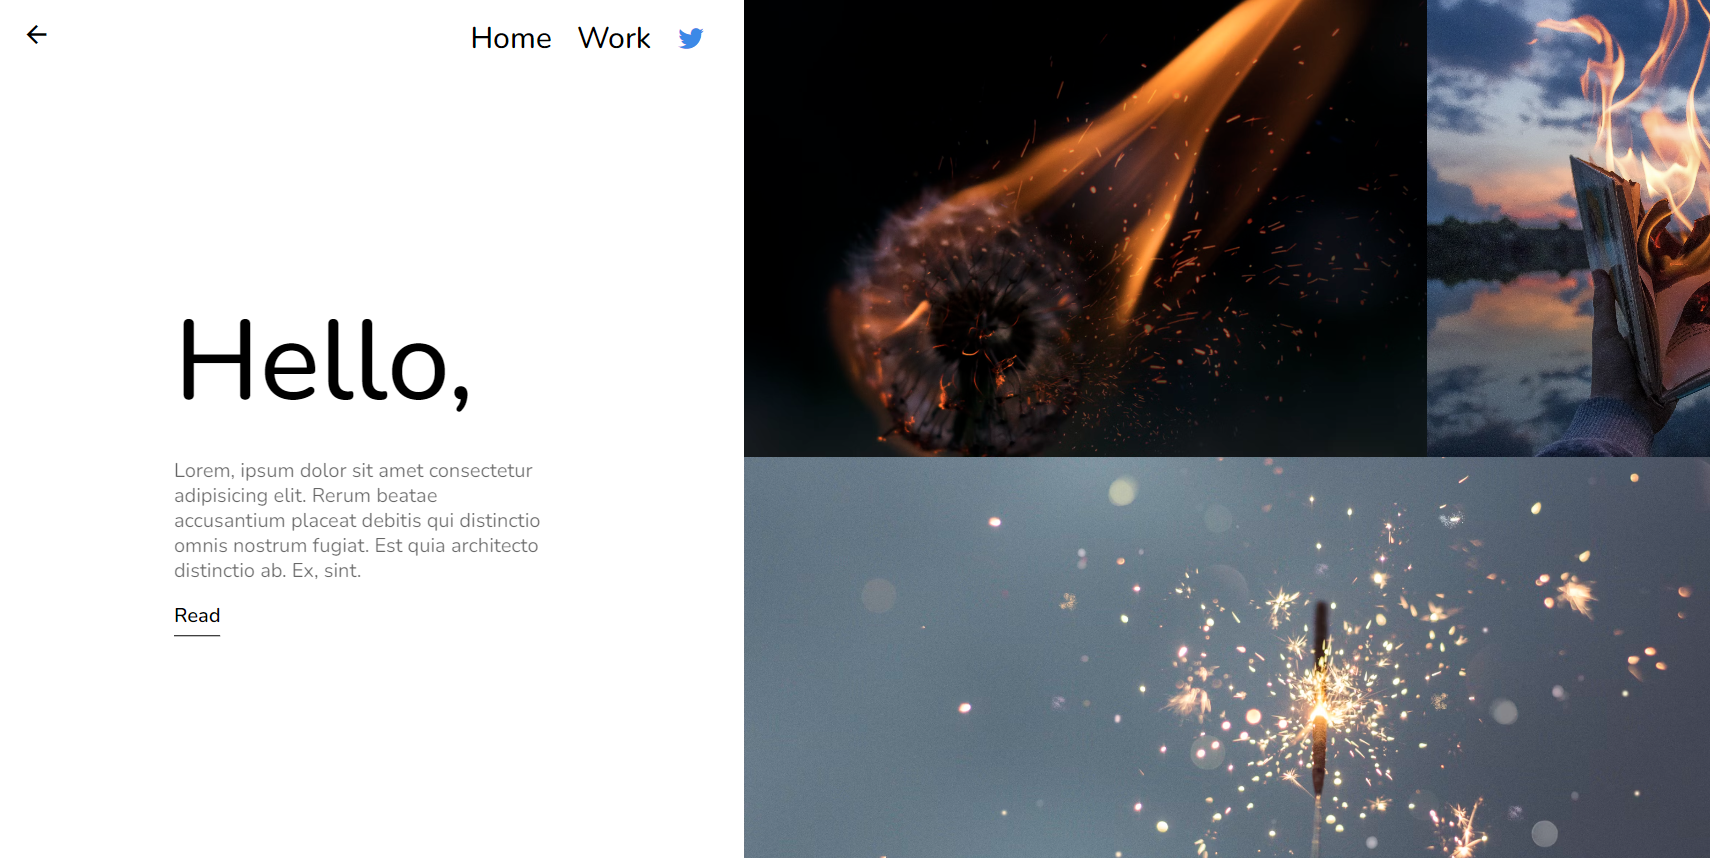 Home Work
Hello,
Lorem, ipsum dolor sit amet consectetur
adipisicing elit. Rerum beatae
accusantium placeat debitis qui distinctio
omnis nostrum fugiat. Est quia architecto
distinctio ab. Ex, sint.
Read